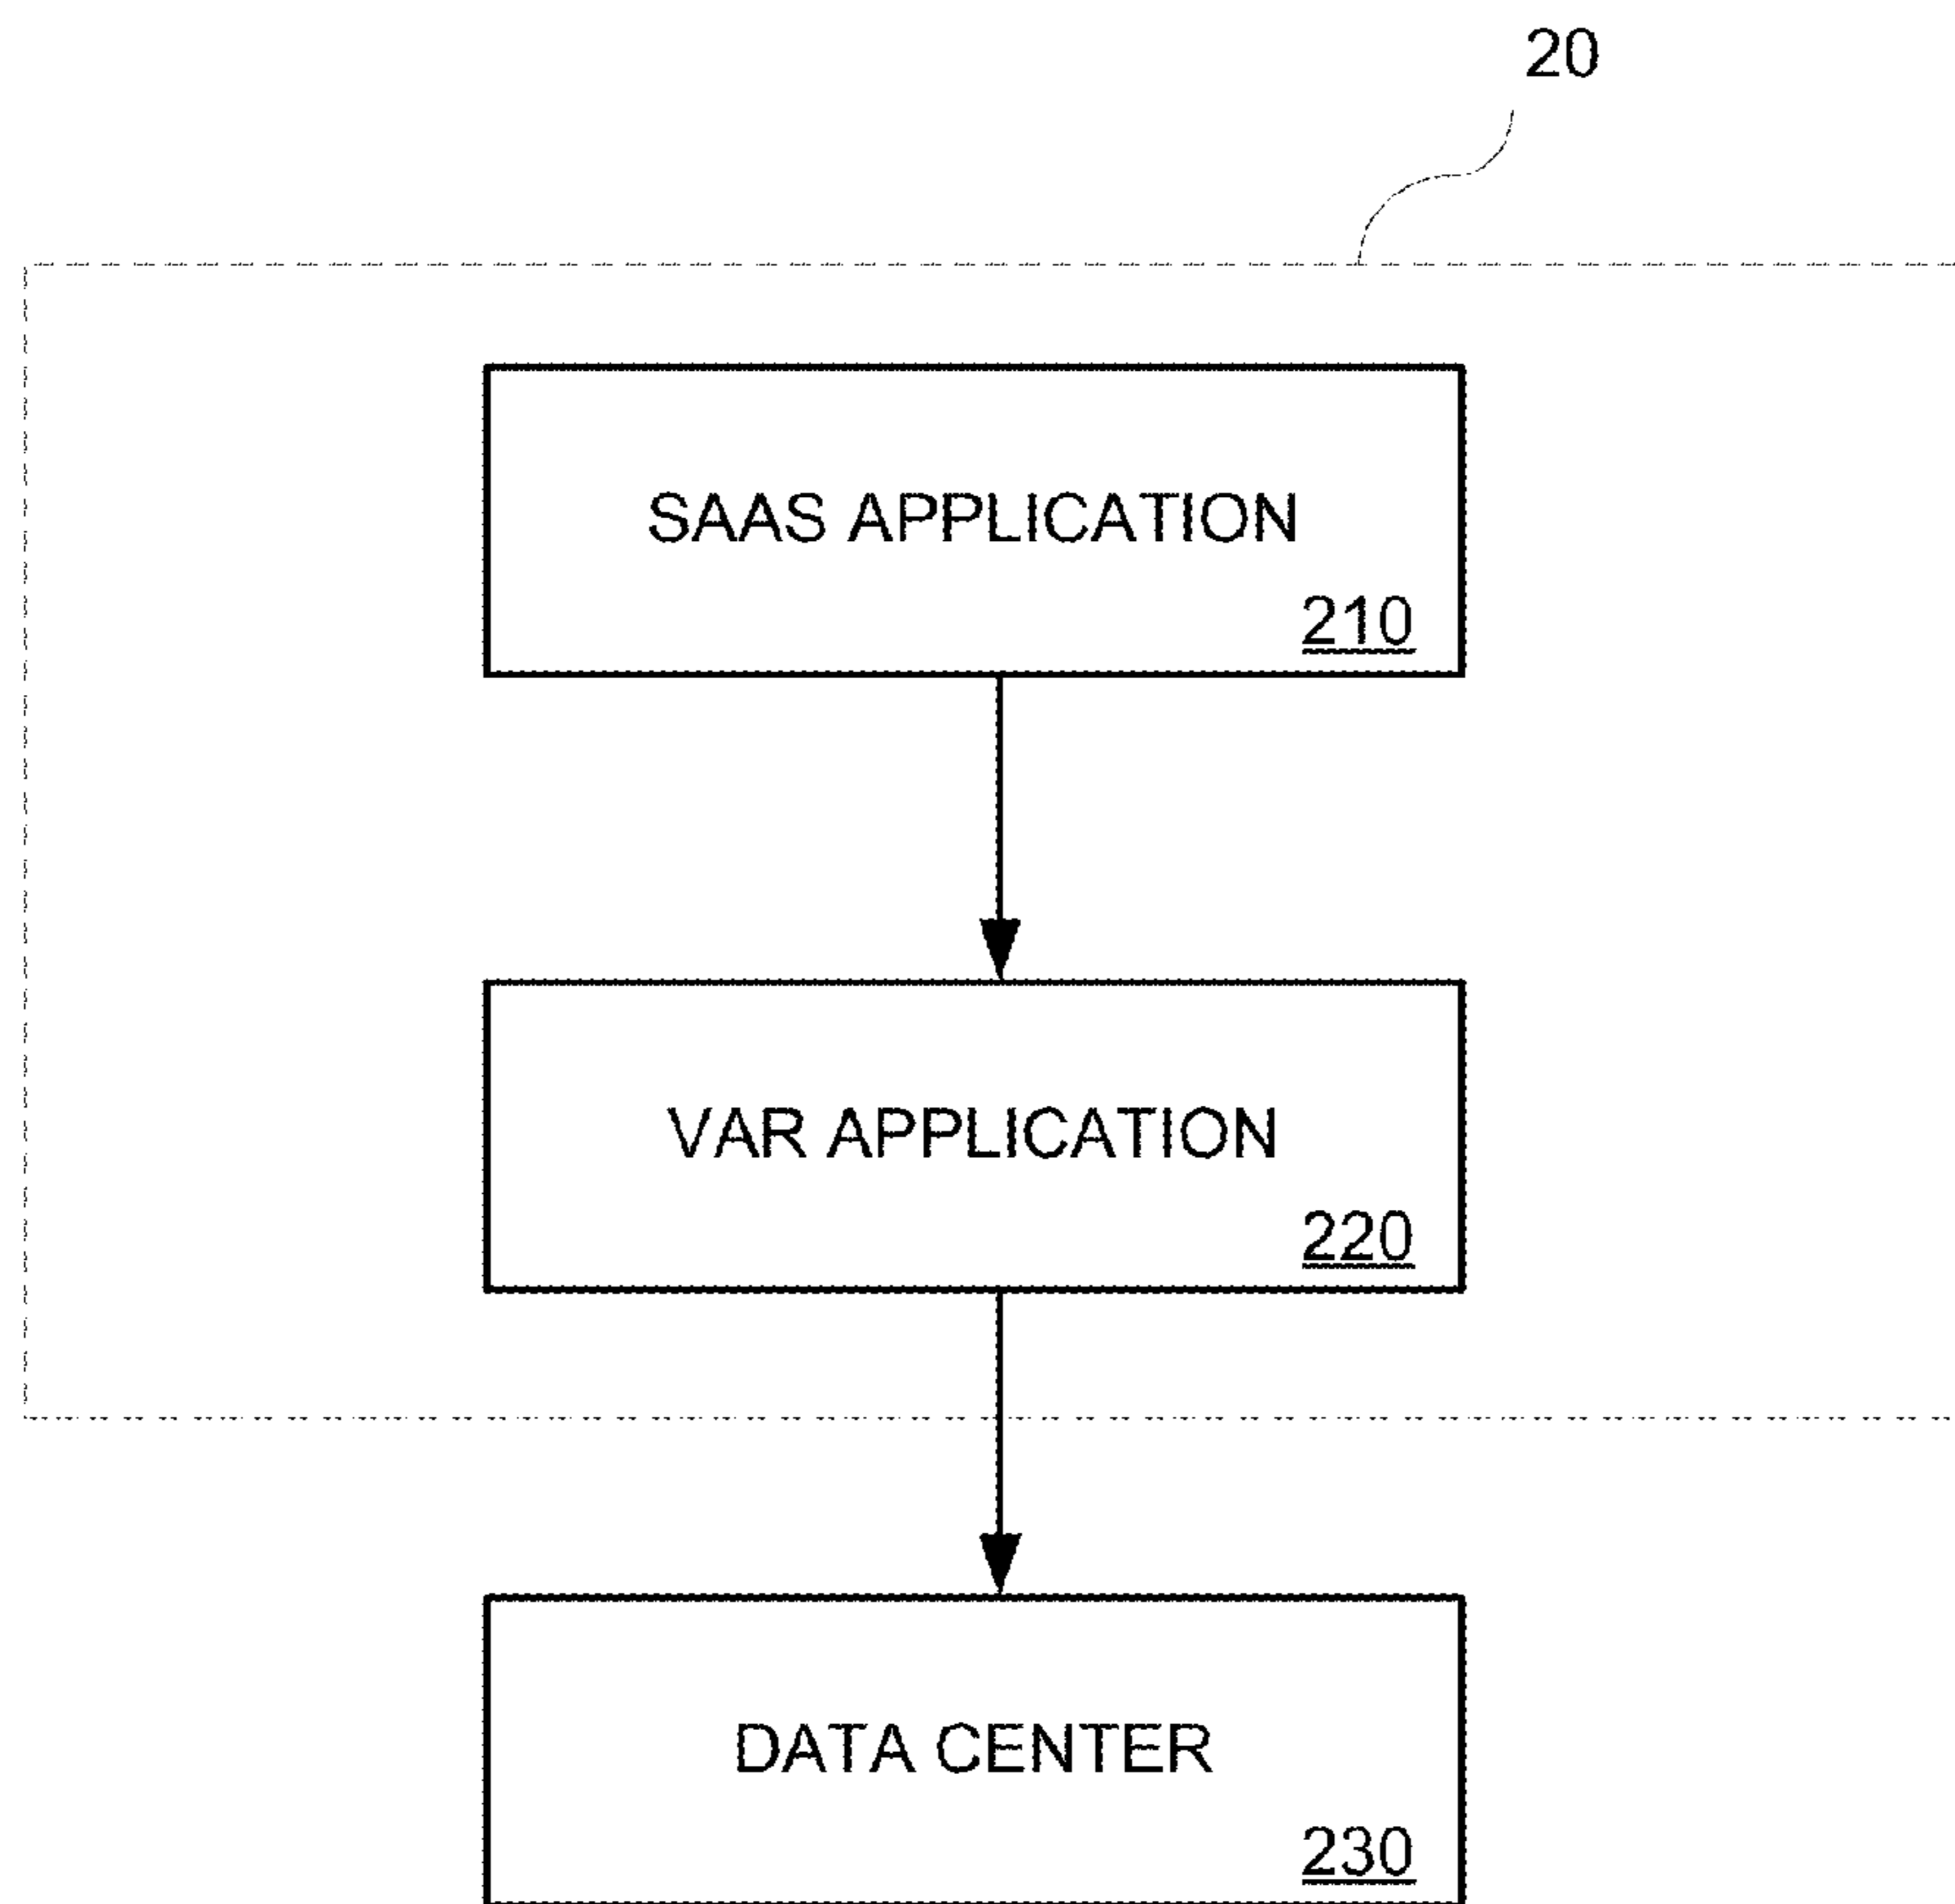 20
SAAS APPLICATION
210
VAR APPLICATION
220
DATA CENTER
230